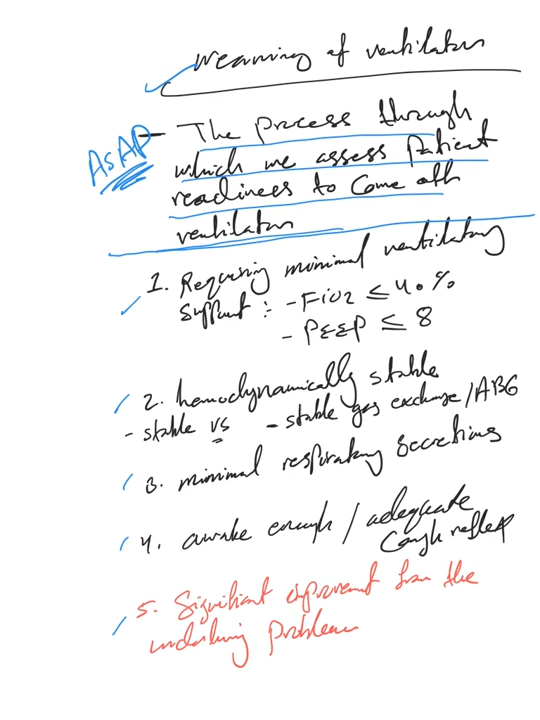 weaning of ventilator
ASAP
- The process through
which we assess Patient
readiness to come off
ventilator
1. Requiring minimal ventilatory
Support :- - FiO2 ≤ 40%
- PEEP ≤ 8
2. hemodynamically stable
- stable vs - stable gas exchange/ABG
3. minimal respiratory secretions
4. awake enough / adequate
Cough reflex
5. Significant improvement from the
underlying problem